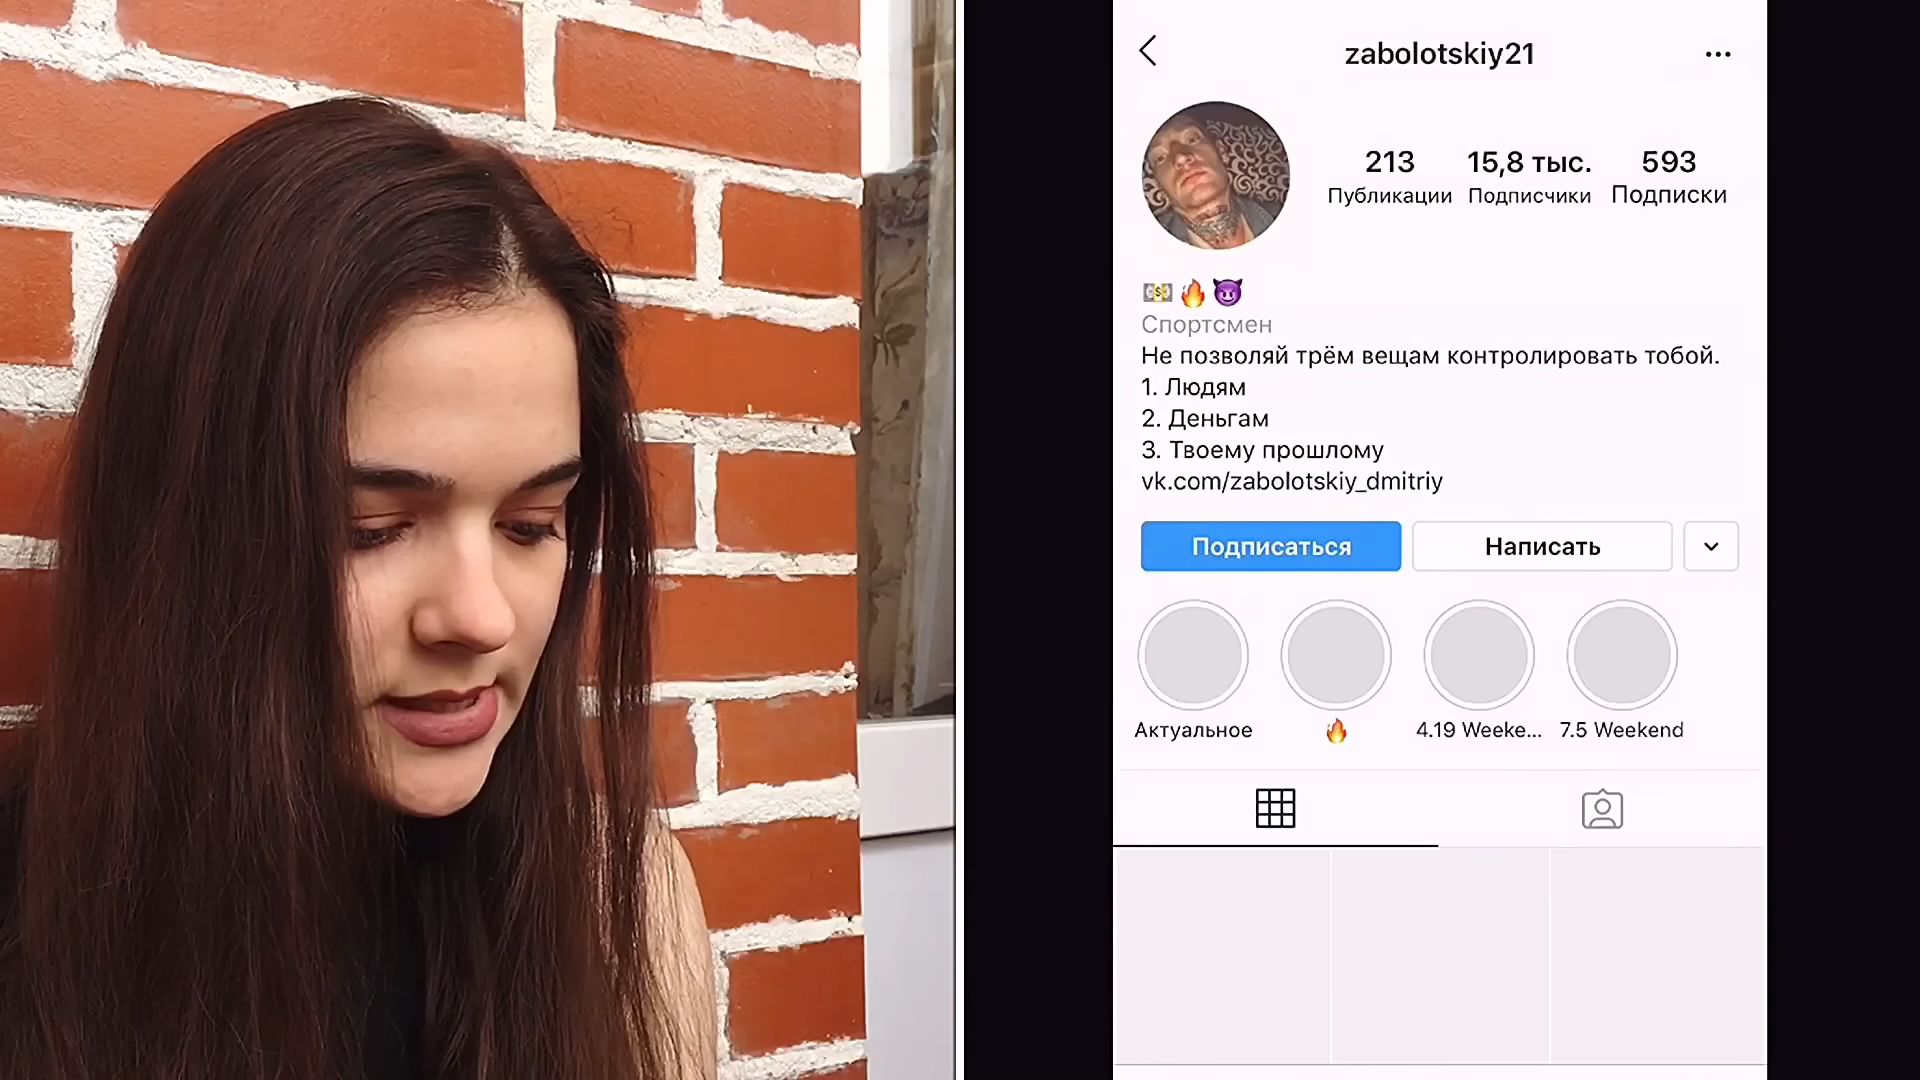 zabolotskiy21
213
15,8 тыс.
593
Публикации
Подписчики
Подписки
💵🔥😈
Спортсмен
Не позволяй трём вещам контролировать тобой.
1. Людям
2. Деньгам
3. Твоему прошлому
vk.com/zabolotskiy_dmitriy
Подписаться
Написать
Актуальное
🔥
4.19 Weeke...
7.5 Weekend